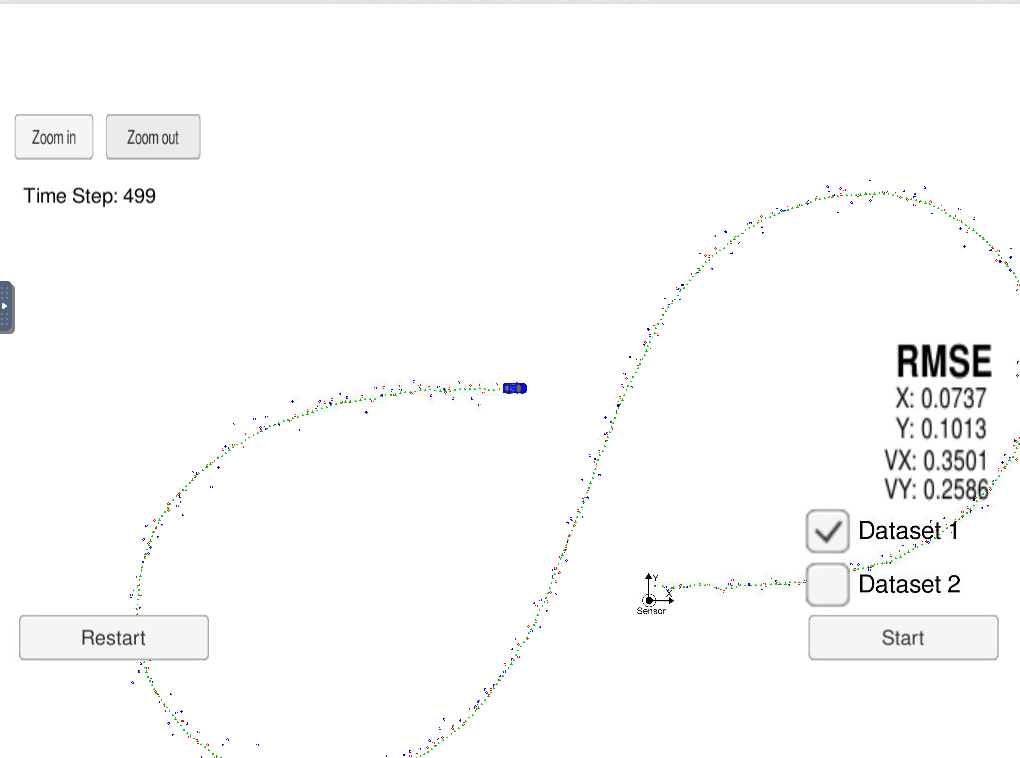 Zoom in
Zoom out
Time Step: 499
RMSE
X: 0.0737
Y: 0.1013
VX: 0.3501
VY: 0.2586
Dataset 1
Dataset 2
Y
X
Sensor
Restart
Start